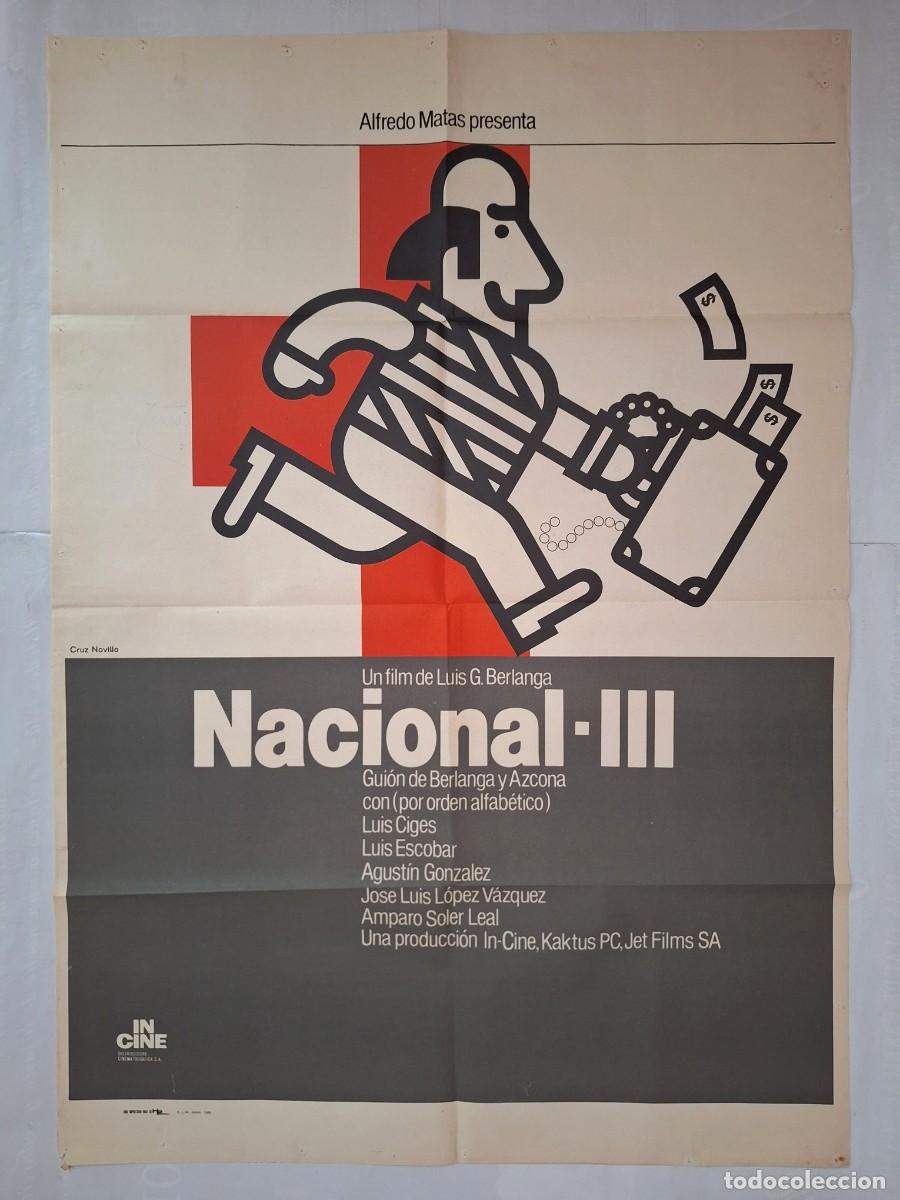 Alfredo Matas presenta
$
$
$
Cruz Novillo
Un film de Luis G. Berlanga
Nacional·III
Guión de Berlanga y Azcona
con (por orden alfabético)
Luis Ciges
Luis Escobar
Agustín Gonzalez
Jose Luis López Vázquez
Amparo Soler Leal
Una producción In-Cine, Kaktus PC, Jet Films SA
IN
CINE
CINEMATOGRAFICA S.A.
todocoleccion